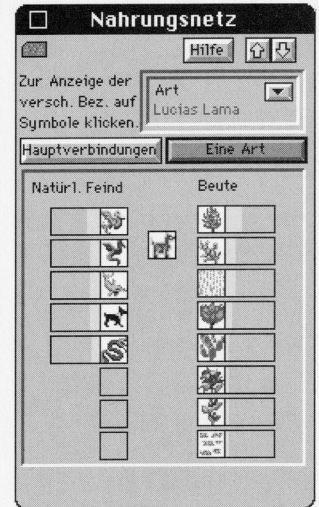 Nahrungsnetz
Hilfe
Zur Anzeige der
versch. Bez. auf
Symbole klicken.
Art
Lucias Lama
Hauptverbindungen
Eine Art
Natürl. Feind
Beute